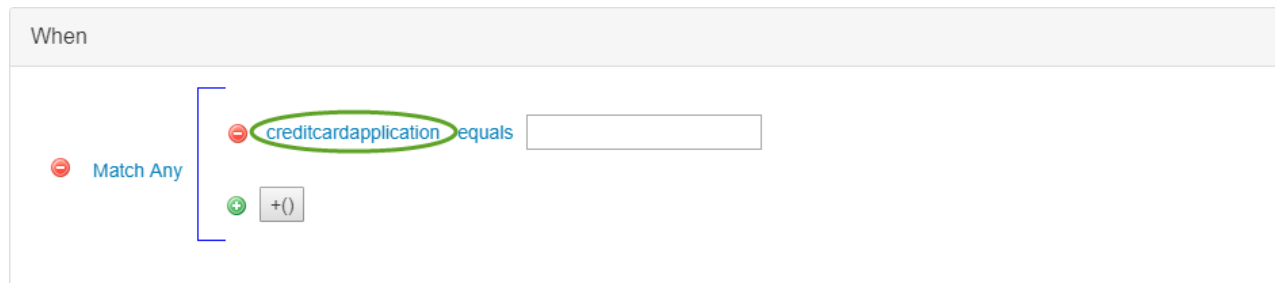 When
creditcardapplication equals
Match Any
+()